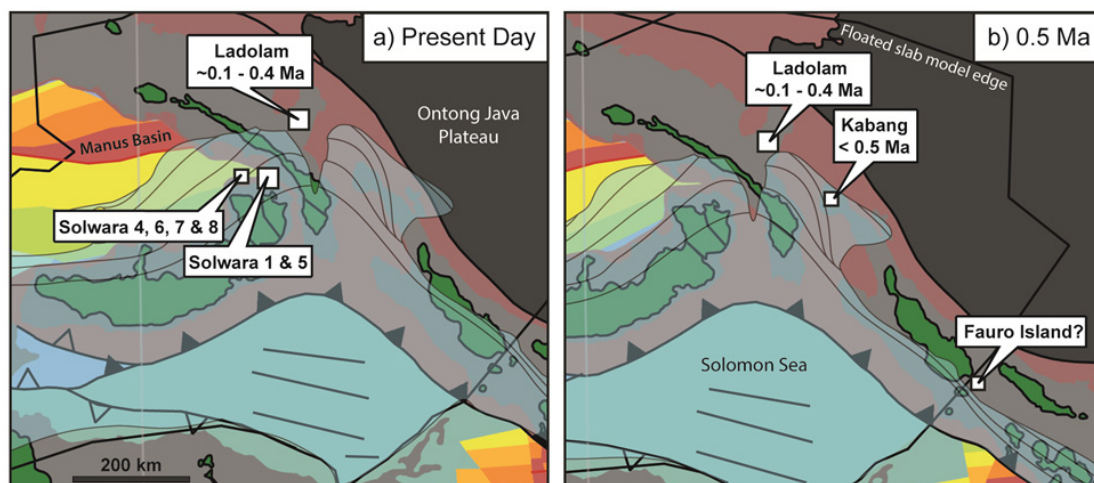 a) Present Day
Ladolam
~0.1 - 0.4 Ma
Ontong Java
Plateau
Manus Basin
Solwara 4, 6, 7 & 8
Solwara 1 & 5
200 km
b) 0.5 Ma
Floated slab model edge
Ladolam
~0.1 - 0.4 Ma
Kabang
< 0.5 Ma
Fauro Island?
Solomon Sea